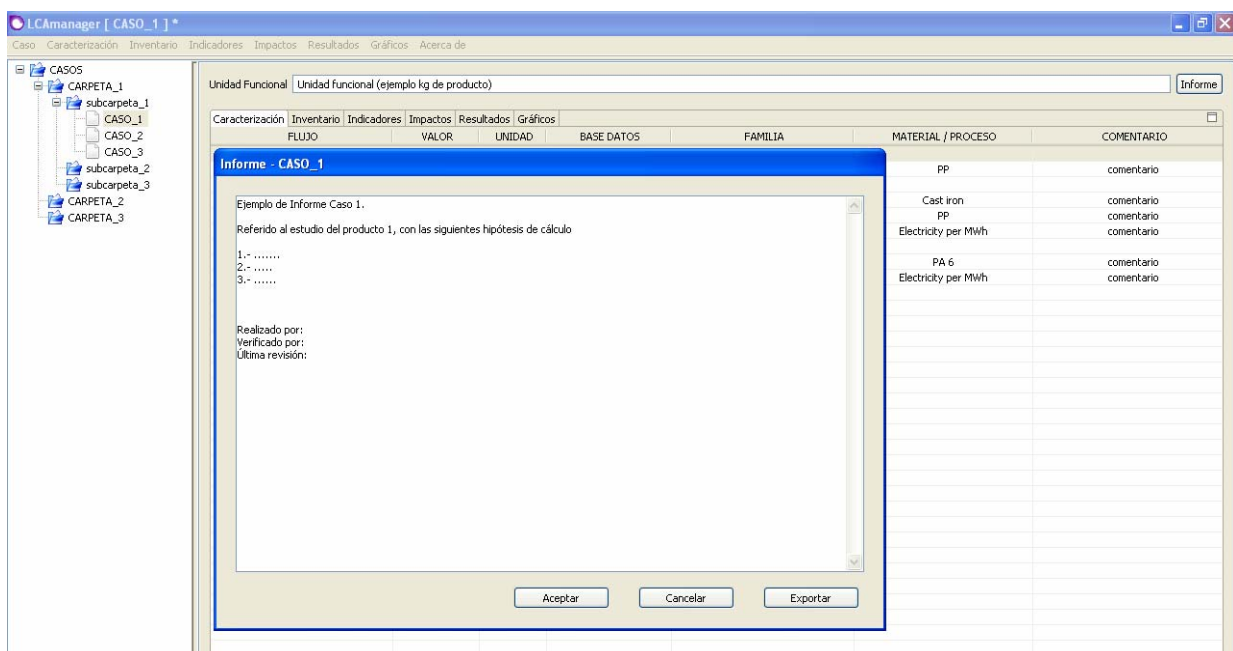 LCAmanager [ CASO_1 ] *
Caso Caracterización Inventario Indicadores Impactos Resultados Gráficos Acerca de
CASOS
CARPETA_1
subcarpeta_1
CASO_1
CASO_2
CASO_3
subcarpeta_2
subcarpeta_3
CARPETA_2
CARPETA_3
Unidad Funcional Unidad funcional (ejemplo kg de producto) Informe
Caracterización Inventario Indicadores Impactos Resultados Gráficos
FLUJO VALOR UNIDAD BASE DATOS FAMILIA MATERIAL / PROCESO COMENTARIO
PP comentario
Cast iron comentario
PP comentario
Electricity per MWh comentario
PA 6 comentario
Electricity per MWh comentario
Informe - CASO_1
Ejemplo de Informe Caso 1.
Referido al estudio del producto 1, con las siguientes hipótesis de cálculo
1.- .......
2.- .....
3.- ......
Realizado por:
Verificado por:
Última revisión:
Aceptar Cancelar Exportar